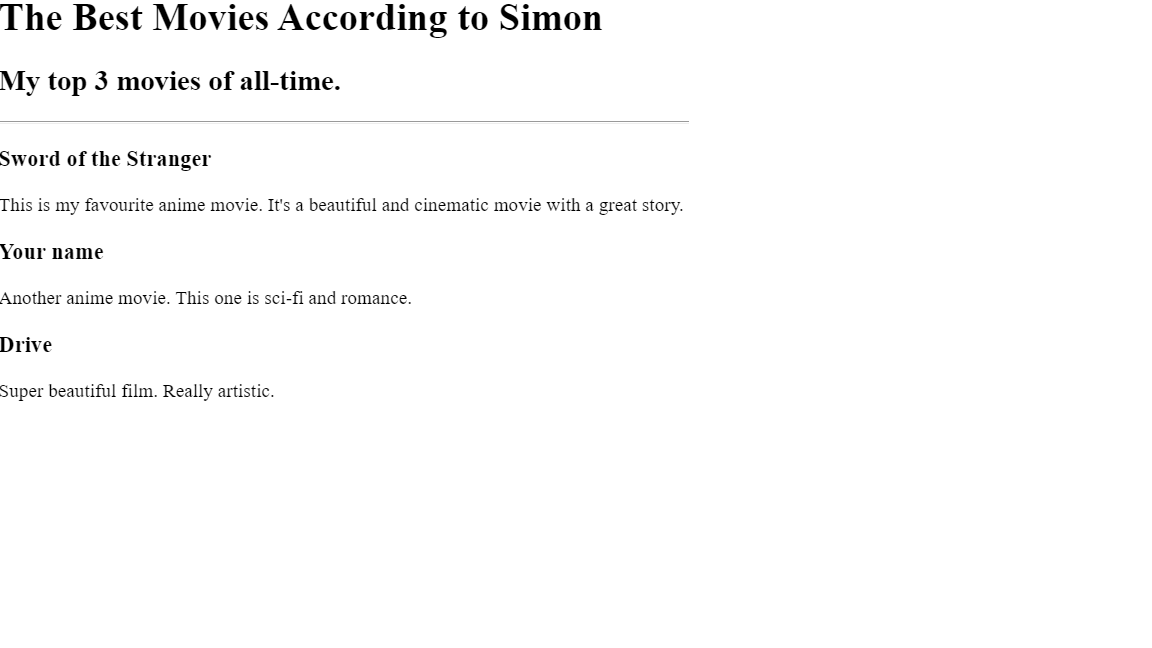 The Best Movies According to Simon
My top 3 movies of all-time.
Sword of the Stranger
This is my favourite anime movie. It's a beautiful and cinematic movie with a great story.
Your name
Another anime movie. This one is sci-fi and romance.
Drive
Super beautiful film. Really artistic.